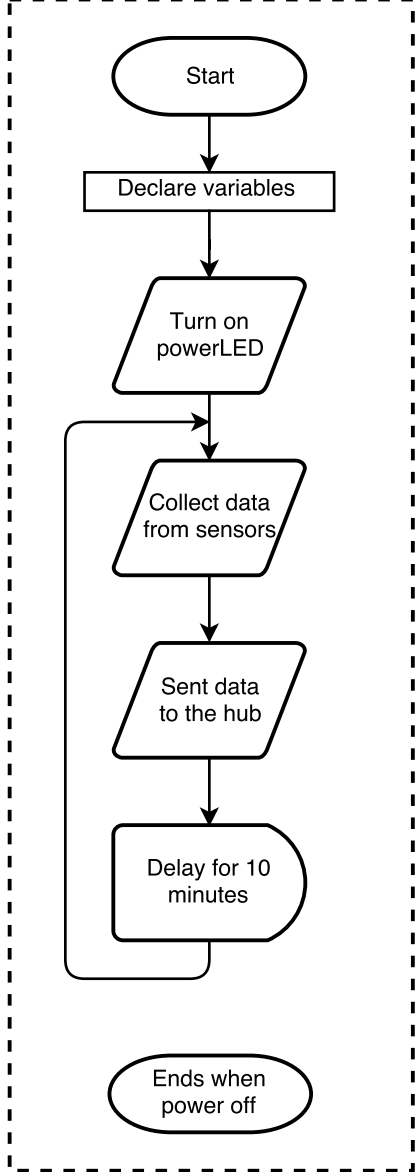 Start
Declare variables
Turn on
powerLED
Collect data
from sensors
Sent data
to the hub
Delay for 10
minutes
Ends when
power off